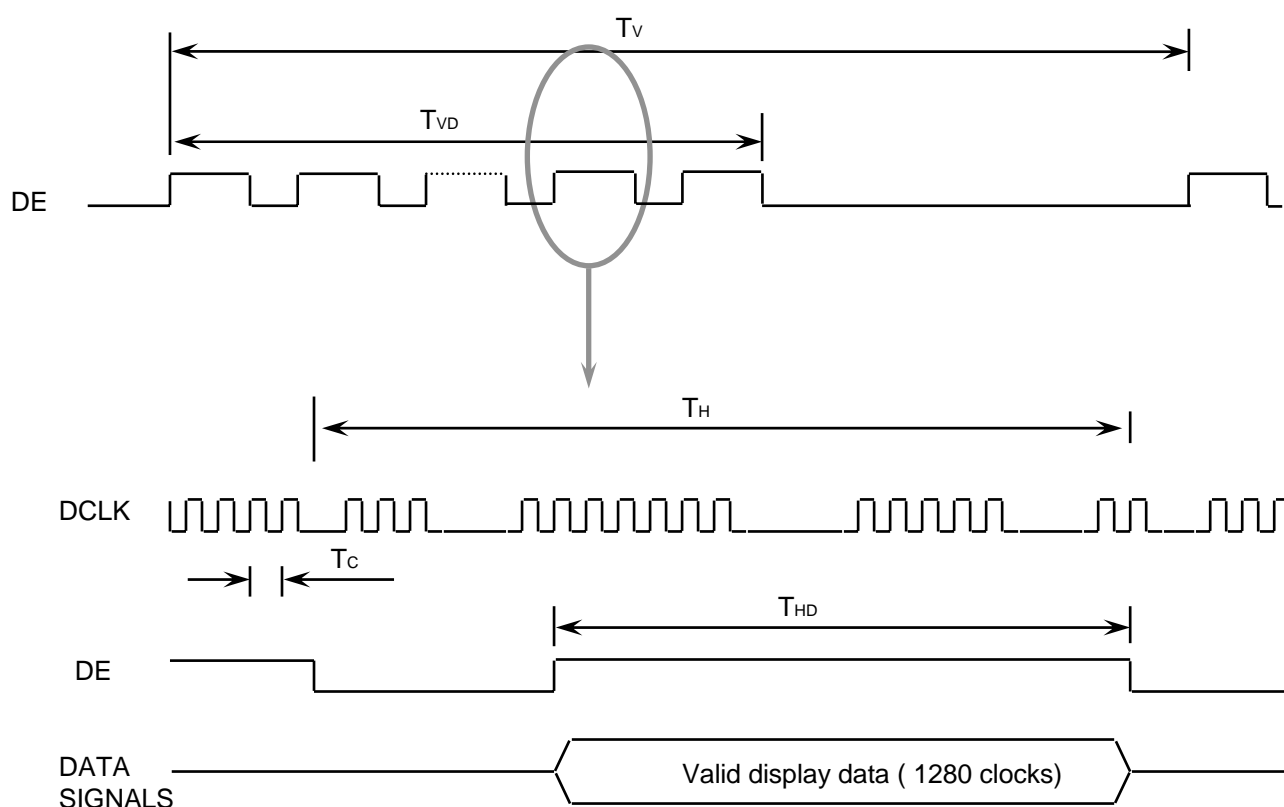 TV
TVD
DE
TH
DCLK
TC
THD
DE
DATA
SIGNALS
Valid display data ( 1280 clocks)